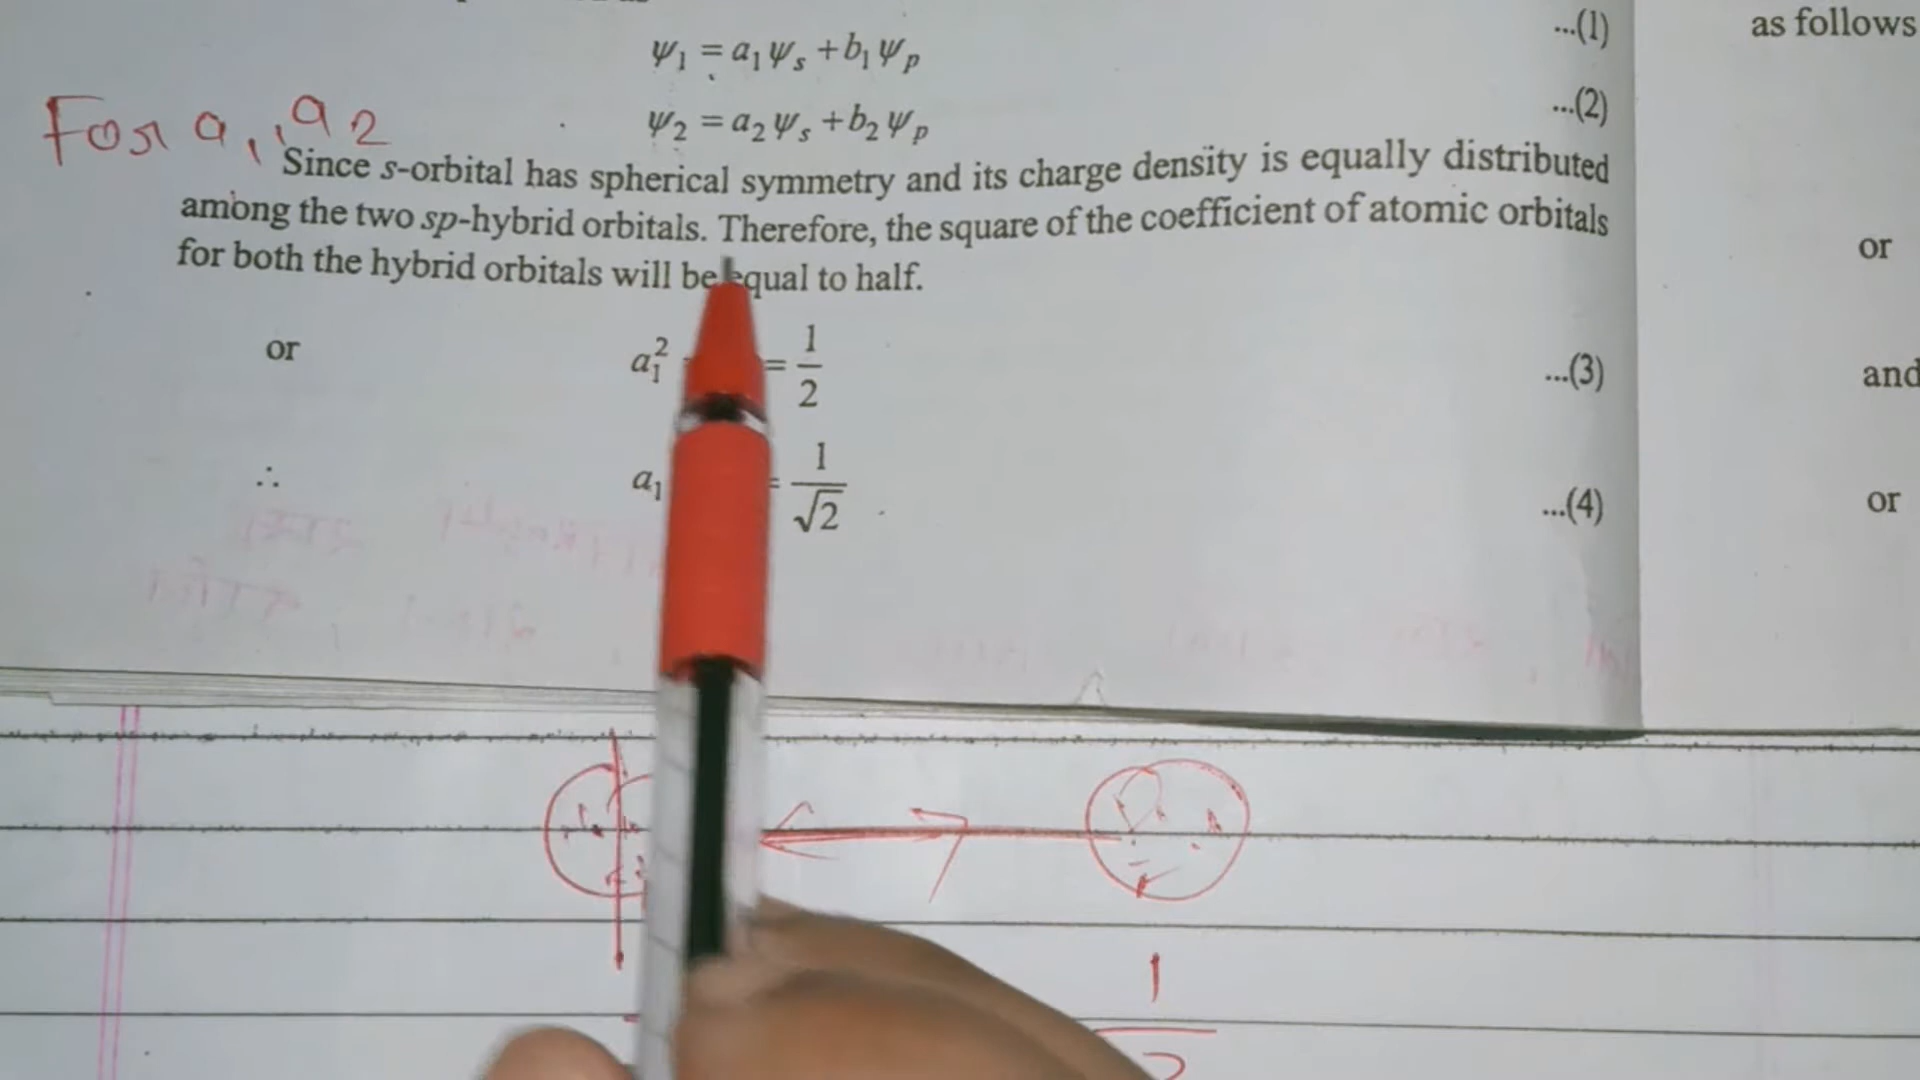 ψ₁ = a₁ψₛ + b₁ψₚ ...(1)
ψ₂ = a₂ψₛ + b₂ψₚ ...(2)
For a₁, a₂
Since s-orbital has spherical symmetry and its charge density is equally distributed
among the two sp-hybrid orbitals. Therefore, the square of the coefficient of atomic orbitals
for both the hybrid orbitals will be equal to half.
or a₁² = 1/2 ...(3)
∴ a₁ = 1/√2 ...(4)
as follows
or
and
or
1